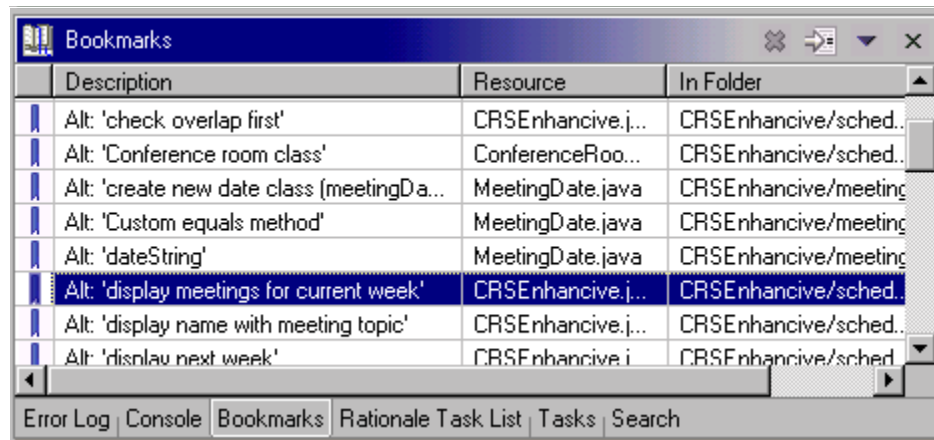 Bookmarks
Description Resource In Folder
Alt: 'check overlap first' CRSEnhancive.j... CRSEnhancive/sched..
Alt: 'Conference room class' ConferenceRoo... CRSEnhancive/sched..
Alt: 'create new date class (meetingDa... MeetingDate.java CRSEnhancive/meeting
Alt: 'Custom equals method' MeetingDate.java CRSEnhancive/meeting
Alt: 'dateString' MeetingDate.java CRSEnhancive/meeting
Alt: 'display meetings for current week' CRSEnhancive.j... CRSEnhancive/sched..
Alt: 'display name with meeting topic' CRSEnhancive.j... CRSEnhancive/sched..
Alt: 'display next week' CRSEnhancive.j CRSEnhancive/sched
Error Log Console Bookmarks Rationale Task List Tasks Search